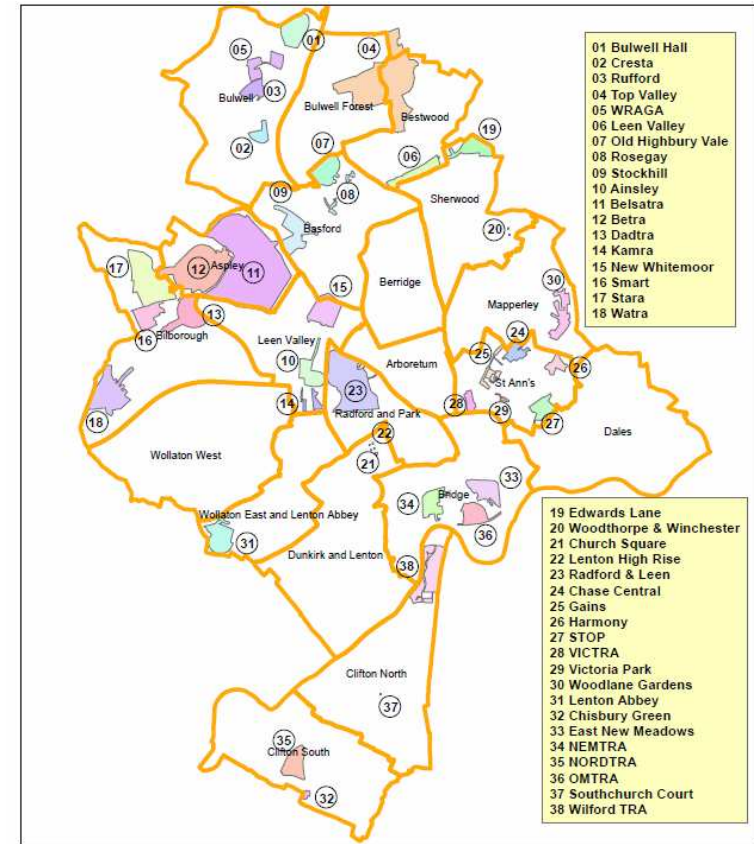 01 Bulwell Hall
02 Cresta
03 Rufford
04 Top Valley
05 WRAGA
06 Leen Valley
07 Old Highbury Vale
08 Rosegay
09 Stockhill
10 Ainsley
11 Belsatra
12 Betra
13 Dadtra
14 Kamra
15 New Whitemoor
16 Smart
17 Stara
18 Watra
01
04
05
03
Bulwell
Bulwell Forest
Bestwood
02
07
19
06
08
09
Sherwood
20
Basford
17
12
Aspley
11
30
15
Berridge
Mapperley
13
16
Bilborough
Leen Valley
24
10
Arboretum
25
26
St Ann's
18
14
23
28
29
27
Radford and Park
22
Dales
Wollaton West
21
33
Bridge
34
Wollaton East and Lenton Abbey
36
31
Dunkirk and Lenton
38
Clifton North
37
35
Clifton South
32
19 Edwards Lane
20 Woodthorpe & Winchester
21 Church Square
22 Lenton High Rise
23 Radford & Leen
24 Chase Central
25 Gains
26 Harmony
27 STOP
28 VICTRA
29 Victoria Park
30 Woodlane Gardens
31 Lenton Abbey
32 Chisbury Green
33 East New Meadows
34 NEMTRA
35 NORDTRA
36 OMTRA
37 Southchurch Court
38 Wilford TRA